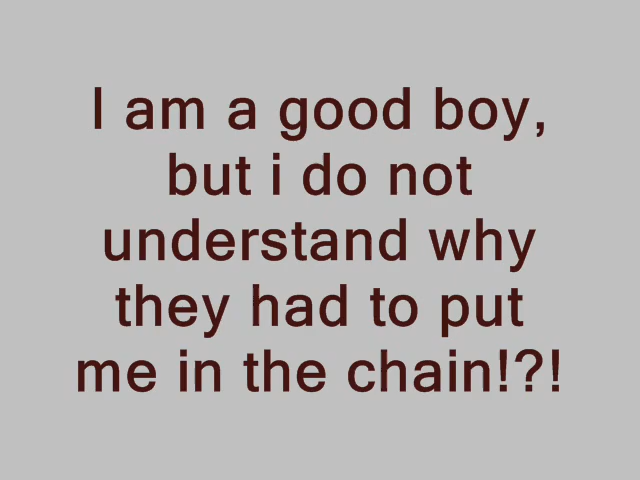 I am a good boy,
but i do not
understand why
they had to put
me in the chain!?!